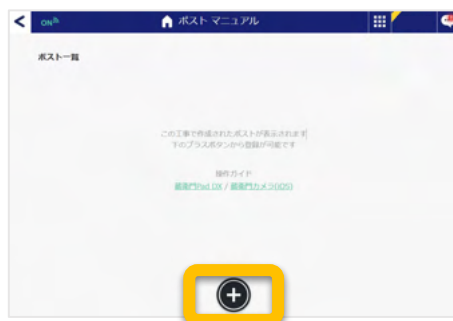 ON
ポスト マニュアル
ポスト一覧
この工事で作成されたポストが表示されます
下のプラスボタンから登録が可能です
操作ガイド
蔵衛門Pad DX / 蔵衛門カメラ(iOS)